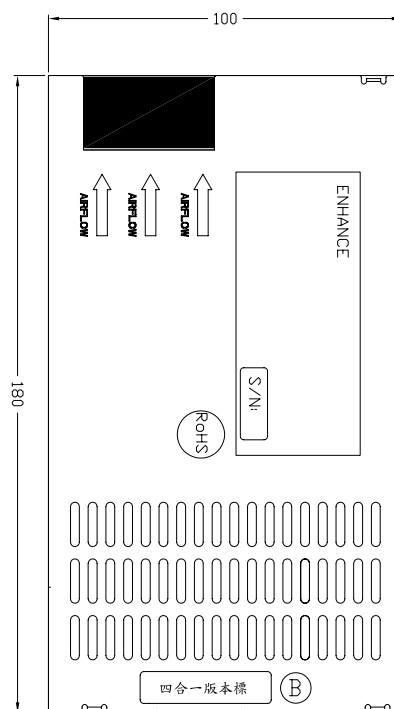 100
ENHANCE
AIRFLOW
AIRFLOW
AIRFLOW
180
S/N:
RoHS
四合一版本標
B